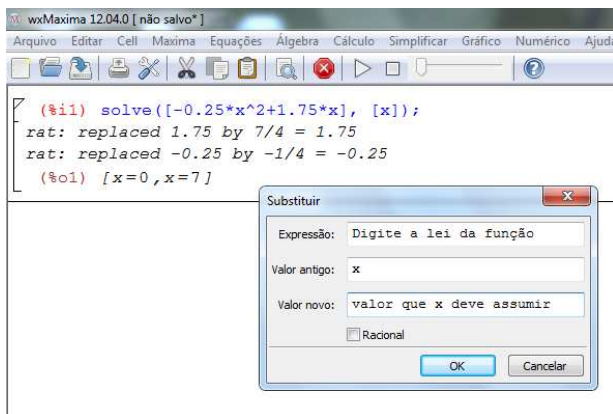 wxMaxima 12.04.0 [ não salvo* ]
Arquivo Editar Cell Maxima Equações Álgebra Cálculo Simplificar Gráfico Numérico Ajuda
(%i1) solve([-0.25*x^2+1.75*x], [x]);
rat: replaced 1.75 by 7/4 = 1.75
rat: replaced -0.25 by -1/4 = -0.25
(%o1) [x=0,x=7]
Substituir
Expressão: Digite a lei da função
Valor antigo: x
Valor novo: valor que x deve assumir
Racional
OK Cancelar